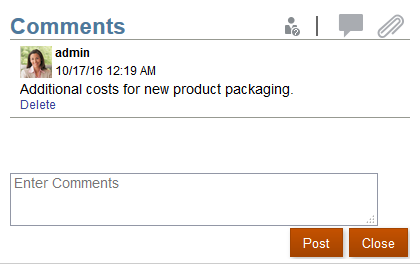 Comments
admin
10/17/16 12:19 AM
Additional costs for new product packaging.
Delete
Enter Comments
Post Close